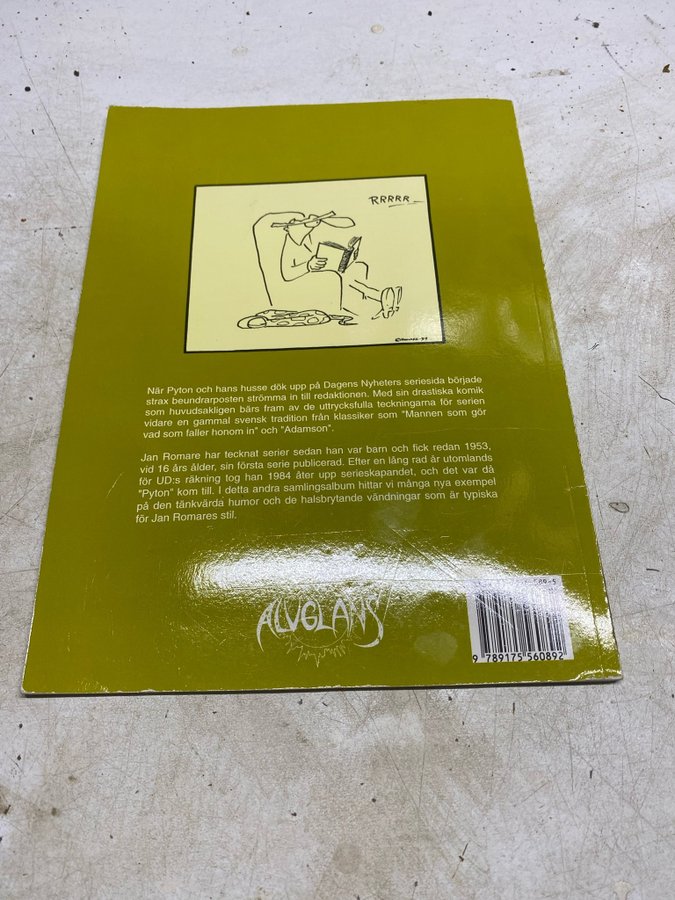 RRRRR
När Pyton och hans husse dök upp på Dagens Nyheters seriesida började
strax beundrarposten strömma in till redaktionen. Med sin drastiska komik
som huvudsakligen bärs fram av de uttrycksfulla teckningarna för serien
vidare en gammal svensk tradition från klassiker som "Mannen som gör
vad som faller honom in" och "Adamson".
Jan Romare har tecknat serier sedan han var barn och fick redan 1953,
vid 16 års ålder, sin första serie publicerad. Efter en lång rad år utomlands
för UD:s räkning tog han 1984 åter upp serieskapandet, och det var då
"Pyton" kom till. I detta andra samlingsalbum hittar vi många nya exempel
på den tänkvärda humor och de halsbrytande vändningar som är typiska
för Jan Romares stil.
ALVGLANS
9 789175 560892